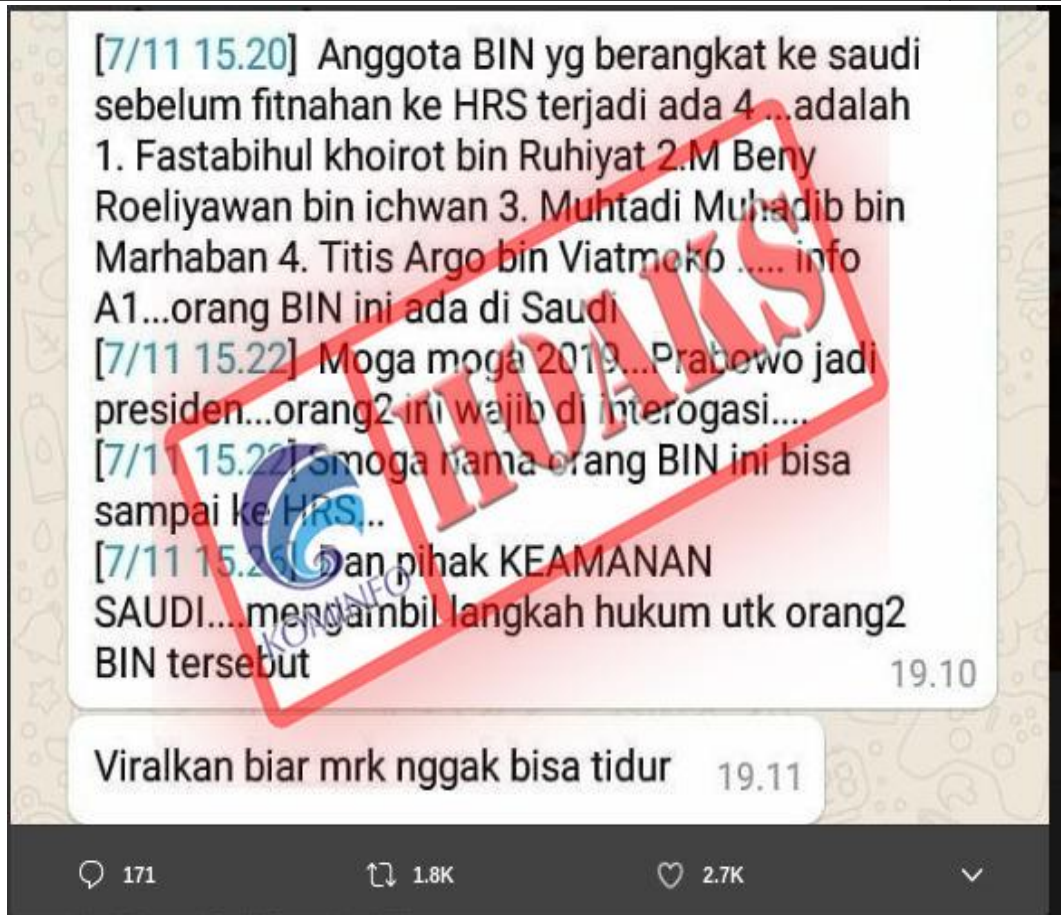 [7/11 15.20] Anggota BIN yg berangkat ke saudi
sebelum fitnahan ke HRS terjadi ada 4 ...adalah
1. Fastabihul khoirot bin Ruhiyat 2.M Beny
Roeliyawan bin ichwan 3. Muhtadi Muhadib bin
Marhaban 4. Titis Argo bin Viatmoko ..... info
A1...orang BIN ini ada di Saudi
[7/11 15.22] Moga moga 2019...Prabowo jadi
presiden...orang2 ini wajib di interogasi....
[7/11 15.22] Smoga nama orang BIN ini bisa
sampai ke HRS...
[7/11 15.26] Dan pihak KEAMANAN
SAUDI....mengambil langkah hukum utk orang2
BIN tersebut
19.10
HOAKS
KOMINFO
Viralkan biar mrk nggak bisa tidur 19.11
171 1.8K 2.7K